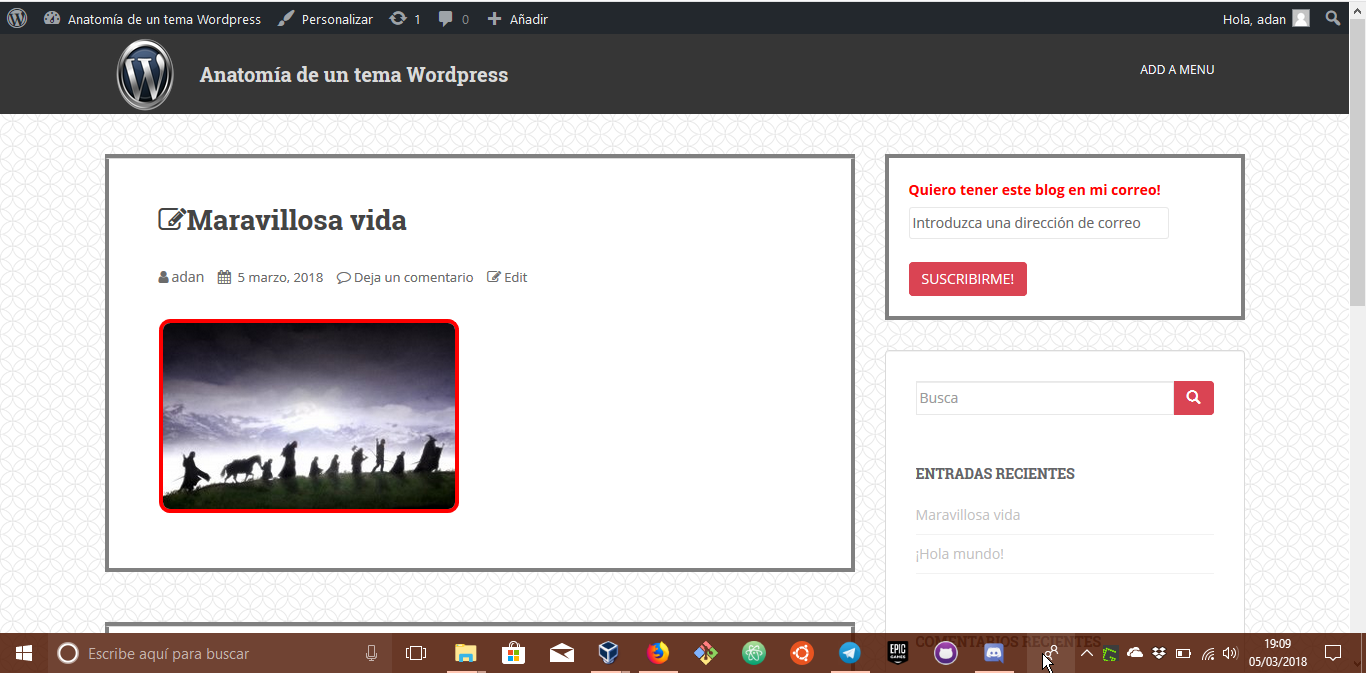 Anatomía de un tema Wordpress Personalizar 1 0 Añadir Hola, adan
Anatomía de un tema Wordpress
ADD A MENU
Maravillosa vida
adan 5 marzo, 2018 Deja un comentario Edit
Quiero tener este blog en mi correo!
Introduzca una dirección de correo
SUSCRIBIRME!
Busca
ENTRADAS RECIENTES
Maravillosa vida
¡Hola mundo!
COMENTARIOS RECIENTES
Escribe aquí para buscar
EPIC
GAMES
19:09
05/03/2018